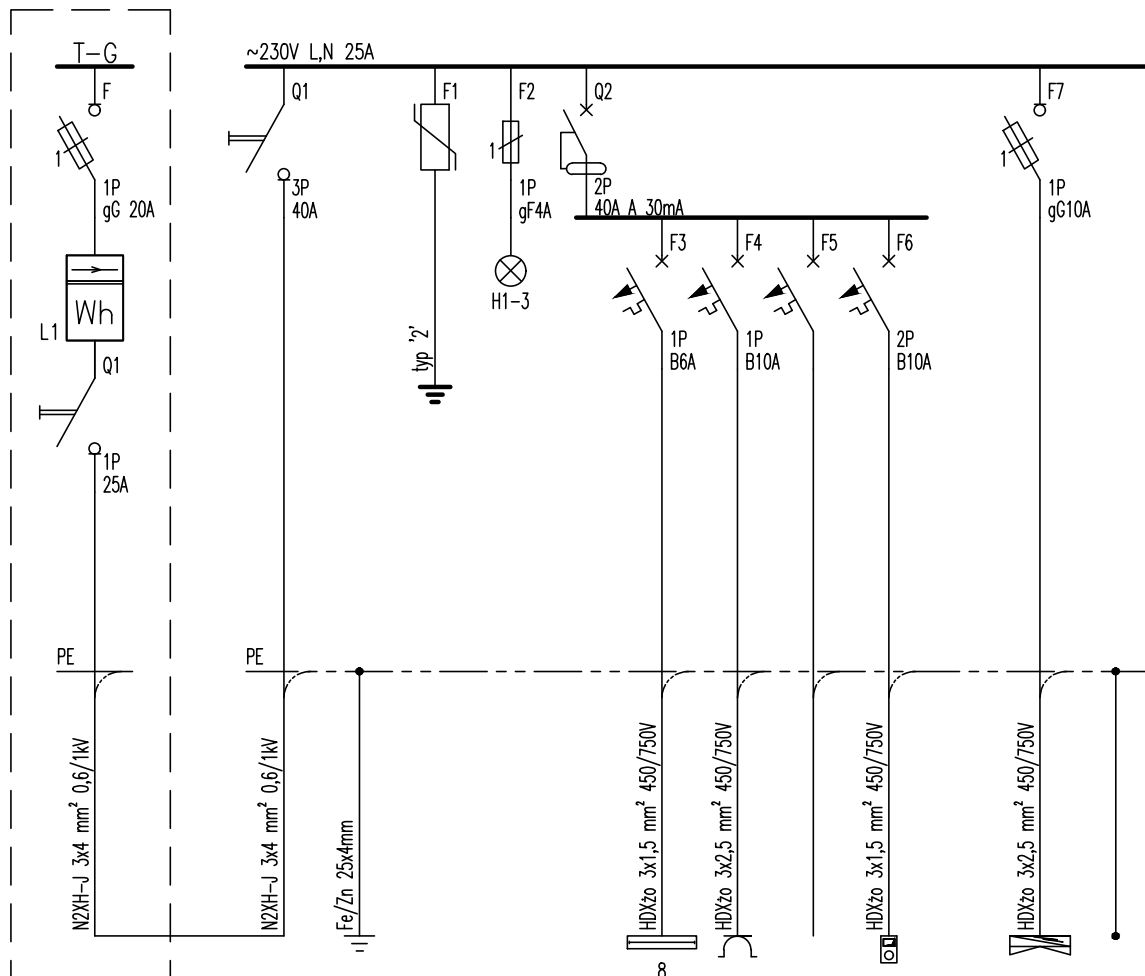 T-G
~230V L,N 25A
F
Q1
F1
F2
Q2
F7
1
1
1
1P
gG 20A
3P
40A
1P
gF4A
2P
40A A 30mA
1P
gG10A
F3
F4
F5
F6
H1-3
Wh
L1
typ '2'
1P
B6A
1P
B10A
2P
B10A
Q1
1P
25A
PE
PE
N2XH-J 3x4 mm² 0,6/1kV
N2XH-J 3x4 mm² 0,6/1kV
Fe/Zn 25x4mm
HDXżo 3x1,5 mm² 450/750V
HDXżo 3x2,5 mm² 450/750V
HDXżo 3x1,5 mm² 450/750V
HDXżo 3x2,5 mm² 450/750V
8